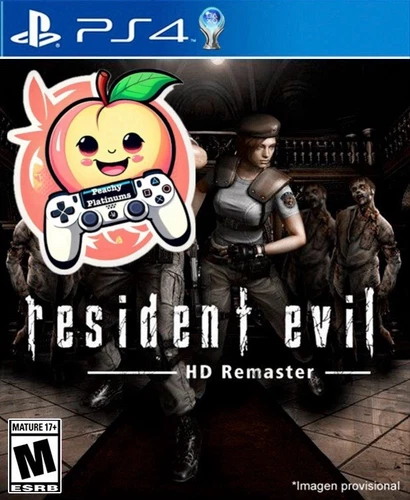 PS4
Peachy
Platinums
resident evil
HD Remaster
MATURE 17+
M
ESRB
*Imagen provisional